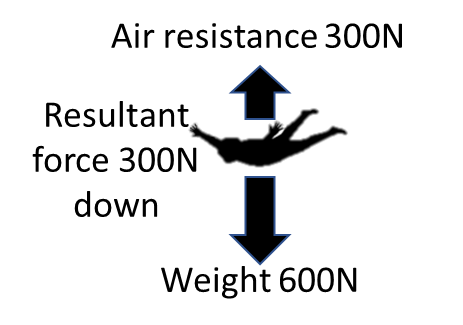 Air resistance 300N
Resultant
force 300N
down
Weight 600N